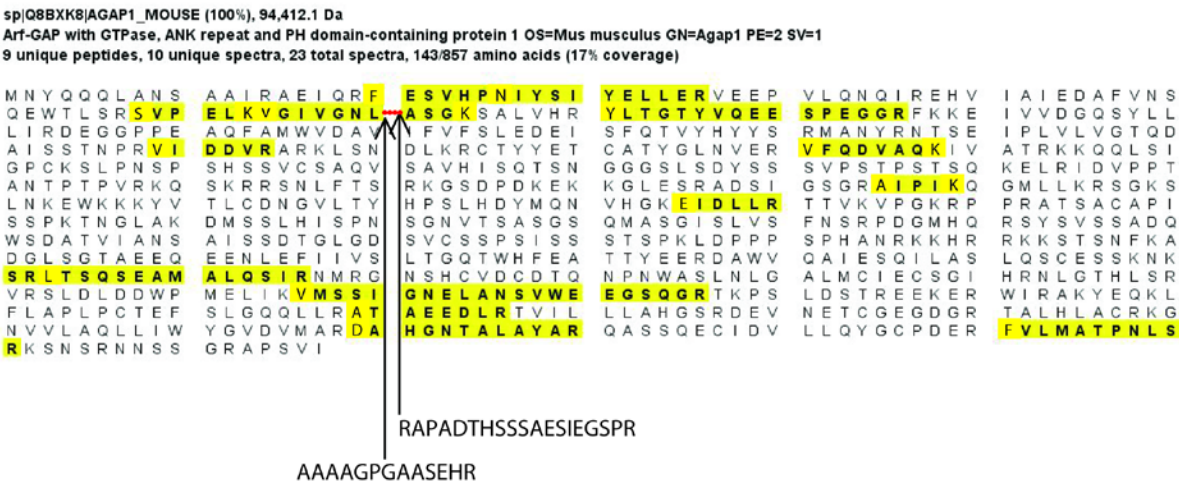 sp|Q8BXK8|AGAP1_MOUSE (100%), 94,412.1 Da
Arf-GAP with GTPase, ANK repeat and PH domain-containing protein 1 OS=Mus musculus GN=Agap1 PE=2 SV=1
9 unique peptides, 10 unique spectra, 23 total spectra, 143/857 amino acids (17% coverage)
MNYQQQLANS AAIRAEIQRF ESVHPNIYSI YELLERVEEP VLQNQIREHV IAIEDAFVNS
QEWTLSRSVP ELKVGIVGNL ASGKSALVHR YLTGTYVQEE SPEGGRFKKE IVVDGQSYLL
LIRDEGGPPE AQFAMWVDAV FVFSLEDEI SFQTVYHYYS RMANYRNTSE IPLVLVGTQD
AISSTNPRVI DDVRARKLSN DLKRCTYYET CATYGLNVER VFQDVAQKIV ATRKKQQLSI
GPCKSLPNSP SHSSVCSAQV SAVHISQTSN GGGSLSDYSS SVPSTPSTSQ KELRIDVPPT
ANTPTPVRKQ SKRRSNLFTS RKGSDPDKEK KGLESRADSI GSGRAIPIKQ GMLLKRSGKS
LNKEWKKKYV TLCDNGVLTY HPSLHDYMQN VHGKEIDLLR TTVKVPGKRP PRATSACAPI
SSPKTNGLAK DMSSLHISPN SGNVTSASGS QMASGISLVS FNSRPDGMHQ RSYSVSSADQ
WSDATVIANS AISSDTGLGD SVCSSPSISS STSPKLDPPP SPHANRKKHR RKKSTSNFKA
DGLSGTAEEQ EENLEFIIVS LTGQTWHFEA TTYEERDAWV QAIESQILAS LQSCESSKNK
SRLTSQSEAM ALQSIRNMRG NSHCVDCDTQ NPNWASLNLG ALMCIECSGI HRNLGTHLSR
VRSLDLDDWP MELIKVMSSI GNELANSVWE EGSQGRTKPS LDSTREEKER WIRAKYEQKL
FLAPLPCTEF SLGQQLLRAT AEEDLRTVIL LLAHGSRDEV NETCGEGDGR TALHLACRKG
NVVLAQLLIW YGVDVMARDA HGNTALAYAR QASSQECIDV LLQYGCPDER FVLMATPNLS
RKSNSRNNSS GRAPSVI
RAPADTHSSSAESIEGSPR
AAAAGPGAASEHR